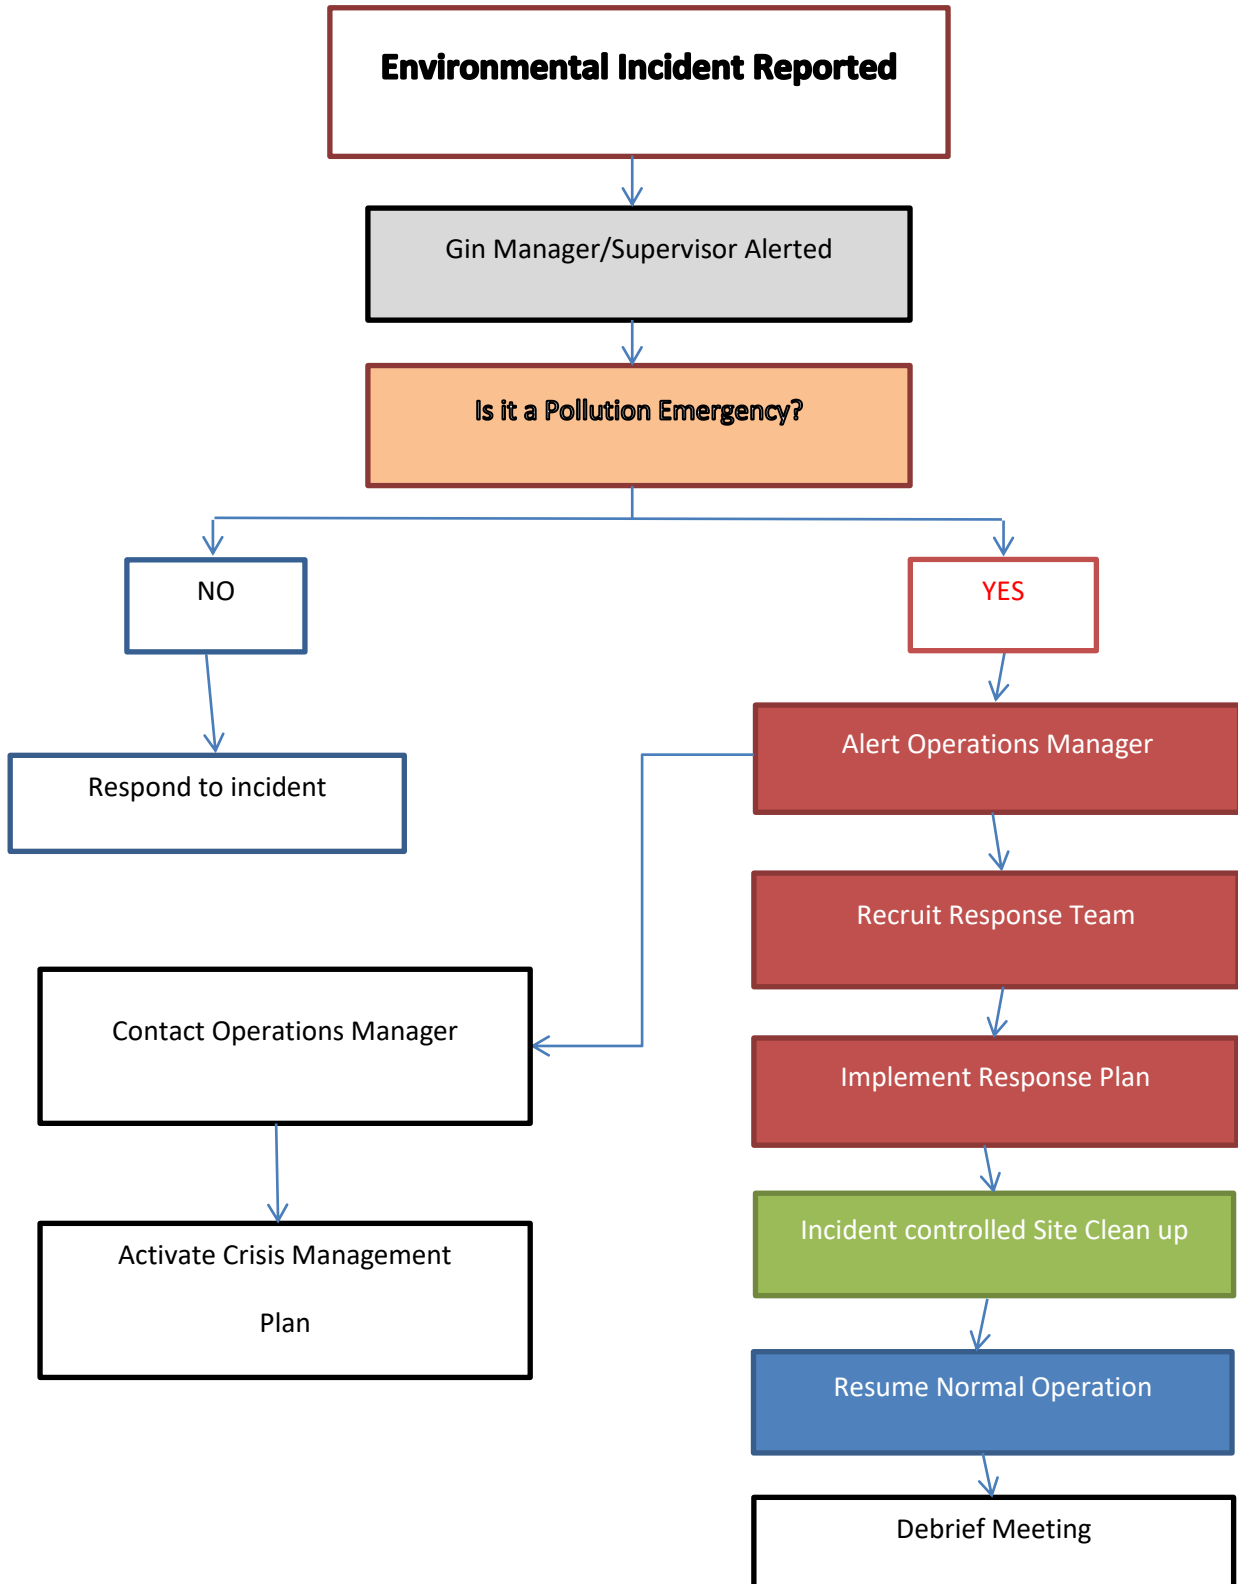 Environmental Incident Reported
Gin Manager/Supervisor Alerted
Is it a Pollution Emergency?
NO
YES
Alert Operations Manager
Respond to incident
Recruit Response Team
Contact Operations Manager
Implement Response Plan
Incident controlled Site Clean up
Activate Crisis Management
Plan
Resume Normal Operation
Debrief Meeting